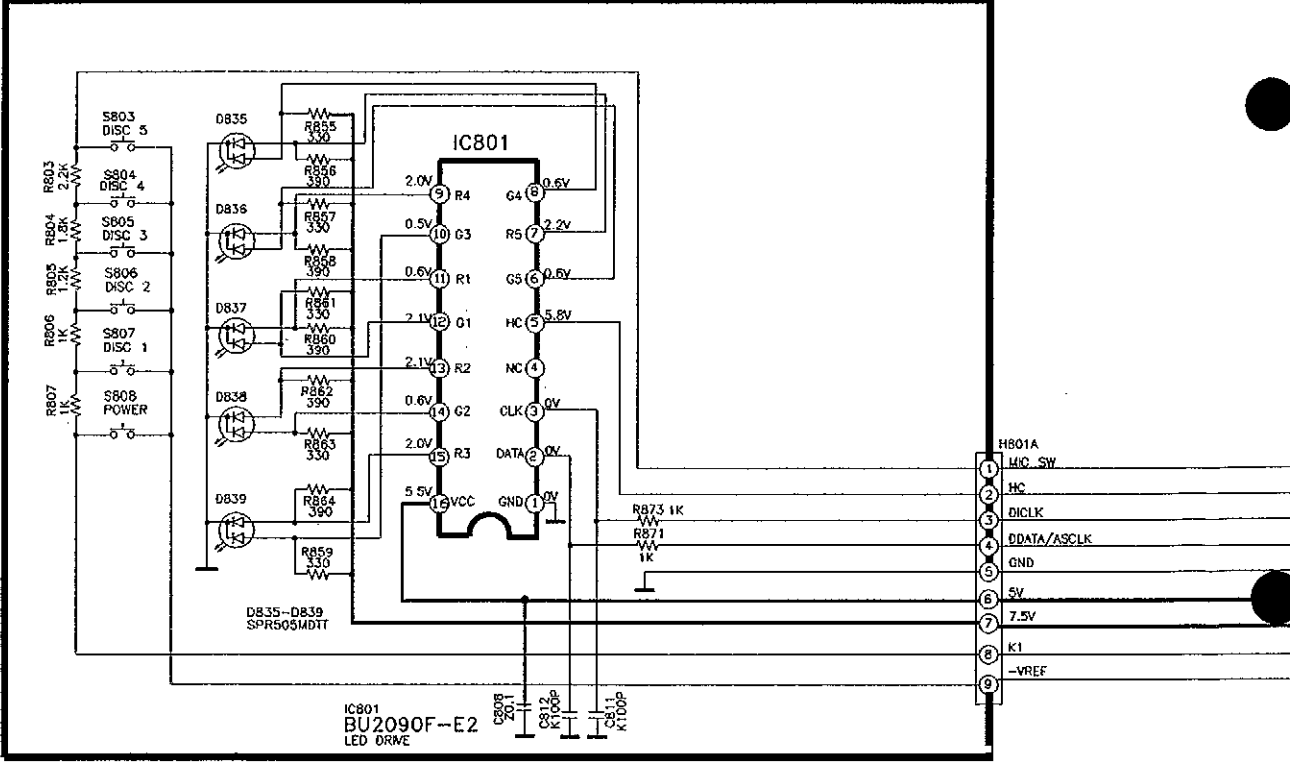 S803
DISC 5
R803
2.2K
S804
DISC 4
R804
1.8K
S805
DISC 3
R805
1.2K
S806
DISC 2
R806
1K
S807
DISC 1
R807
1K
S808
POWER
D835
R855
330
R856
390
D836
R857
330
R858
390
D837
R861
330
R860
390
D838
R862
390
R863
330
D839
R864
390
R859
330
D835~D839
SPR505MDTT
IC801
2.0V 9 R4
G4 8 0.6V
0.5V 10 G3
R5 7 2.2V
0.6V 11 R1
G5 6 0.6V
2.1V 12 G1
HC 5 5.8V
2.1V 13 R2
NC 4
0.6V 14 G2
CLK 3 0V
2.0V 15 R3
DATA 2 0V
5.5V 16 VCC
GND 1 0V
R873 1K
R871
1K
H801A
1 MIC SW
2 HC
3 DICLK
4 DDATA/ASCLK
5 GND
6 5V
7 7.5V
8 K1
9 -VREF
C808
Z0.1
C812
K100P
C811
K100P
IC801
BU2090F-E2
LED DRIVE